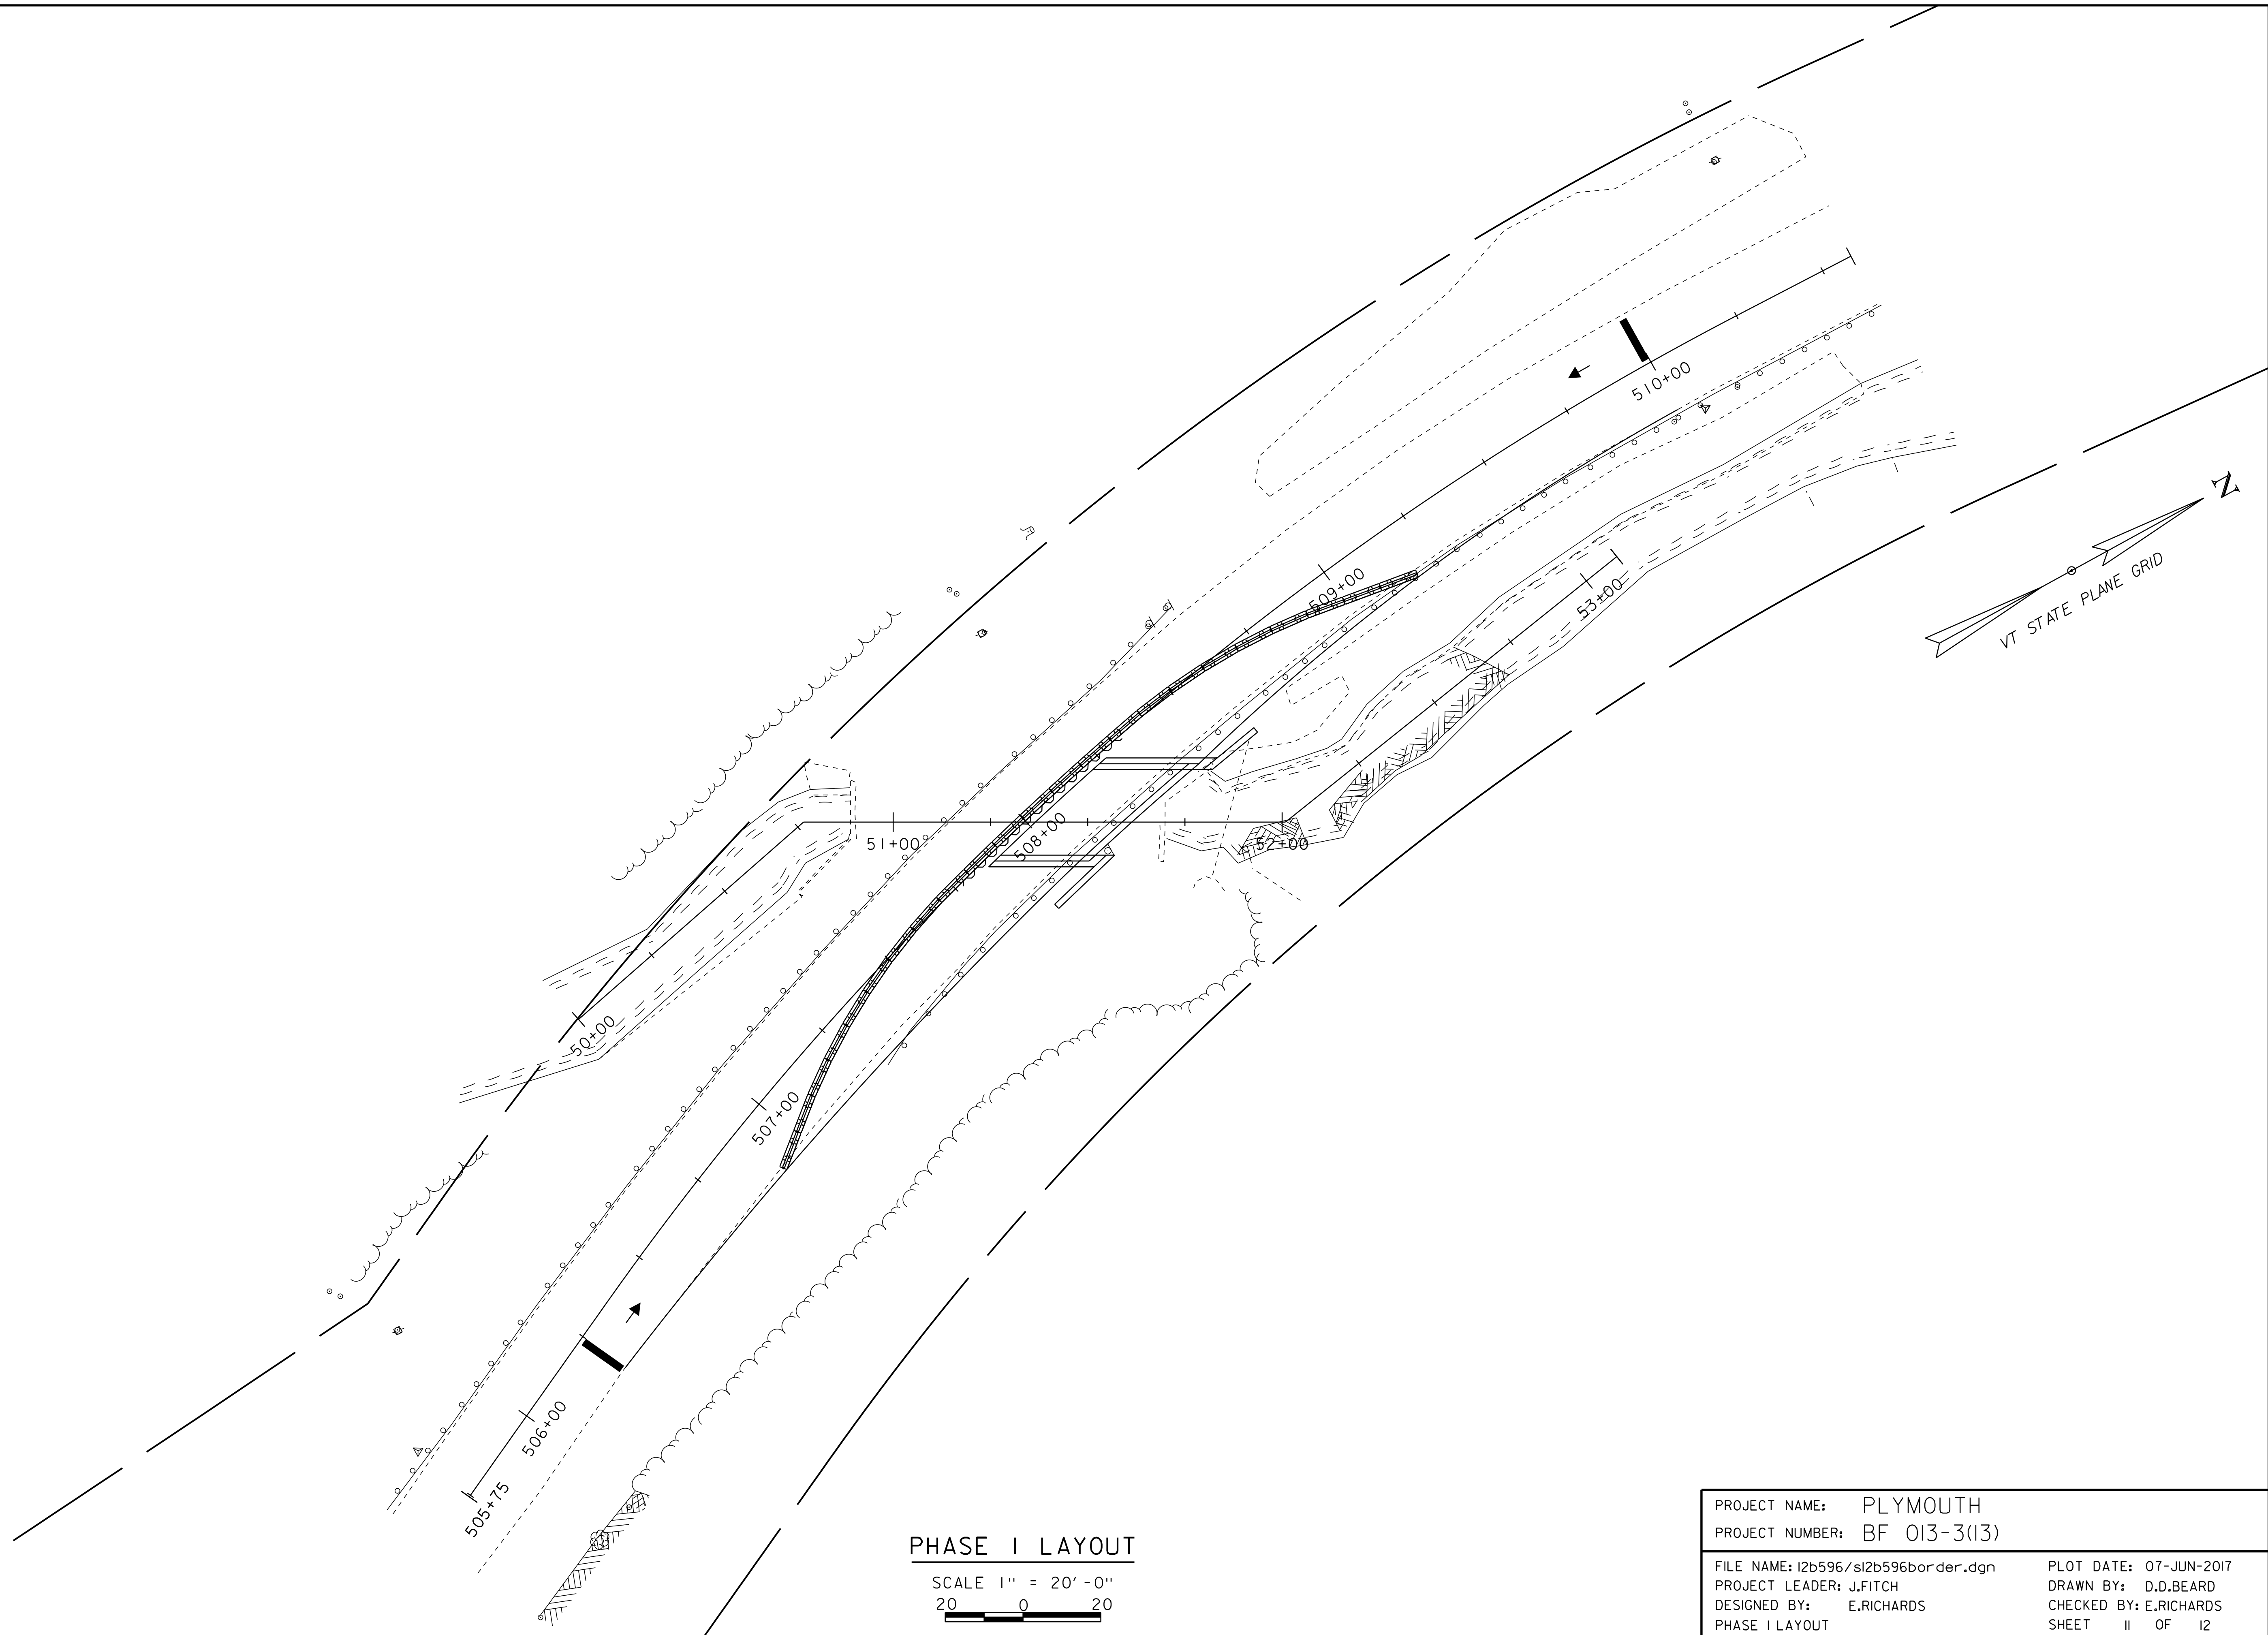 510+00
N
VT STATE PLANE GRID
509+00
53+00
508+00
51+00
52+00
50+00
507+00
506+00
505+75
PHASE 1 LAYOUT
SCALE 1" = 20'-0"
20 0 20
PROJECT NAME: PLYMOUTH
PROJECT NUMBER: BF 013-3(13)
FILE NAME: 12b596/s12b596border.dgn PLOT DATE: 07-JUN-2017
PROJECT LEADER: J.FITCH DRAWN BY: D.D.BEARD
DESIGNED BY: E.RICHARDS CHECKED BY: E.RICHARDS
PHASE 1 LAYOUT SHEET 11 OF 12